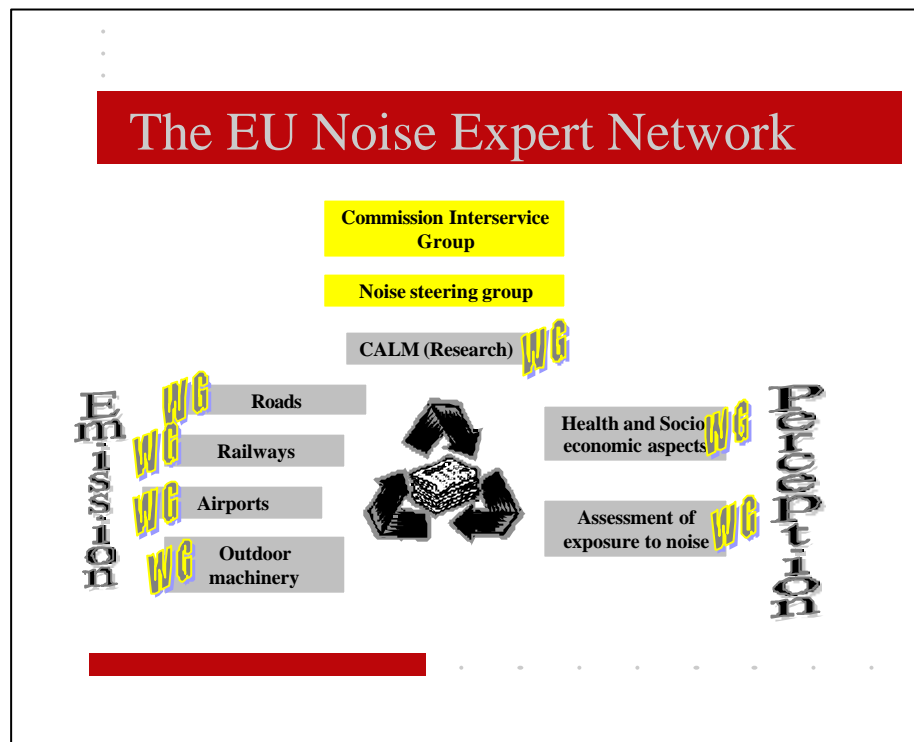 The EU Noise Expert Network
Commission Interservice
Group
Noise steering group
CALM (Research)
WG
Emission
WG
Roads
WG
Railways
WG
Airports
WG
Outdoor
machinery
Health and Socio
economic aspects
WG
Assessment of
exposure to noise
WG
Perception